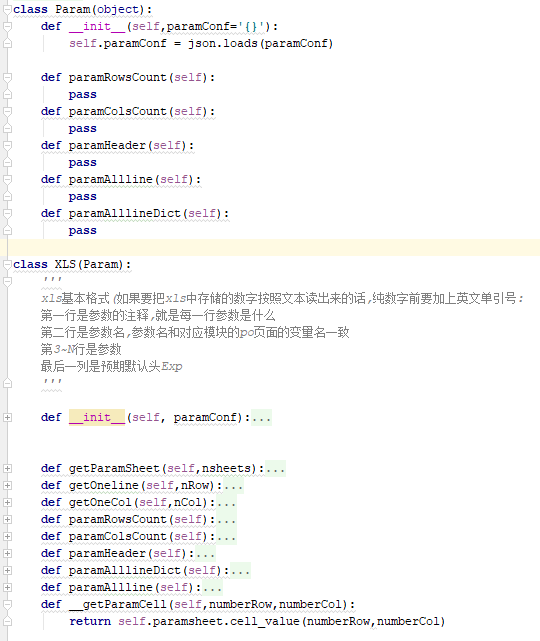 class Param(object):
def __init__(self,paramConf='{}'):
self.paramConf = json.loads(paramConf)
def paramRowsCount(self):
pass
def paramColsCount(self):
pass
def paramHeader(self):
pass
def paramAllline(self):
pass
def paramAlllineDict(self):
pass
class XLS(Param):
'''
xls基本格式(如果要把xls中存储的数字按照文本读出来的话,纯数字前要加上英文单引号:
第一行是参数的注释,就是每一行参数是什么
第二行是参数名,参数名和对应模块的po页面的变量名一致
第3~N行是参数
最后一列是预期默认头Exp
'''
def __init__(self, paramConf):...
def getParamSheet(self,nsheets):...
def getOneline(self,nRow):...
def getOneCol(self,nCol):...
def paramRowsCount(self):...
def paramColsCount(self):...
def paramHeader(self):...
def paramAlllineDict(self):...
def paramAllline(self):...
def __getParamCell(self,numberRow,numberCol):
return self.paramsheet.cell_value(numberRow,numberCol)